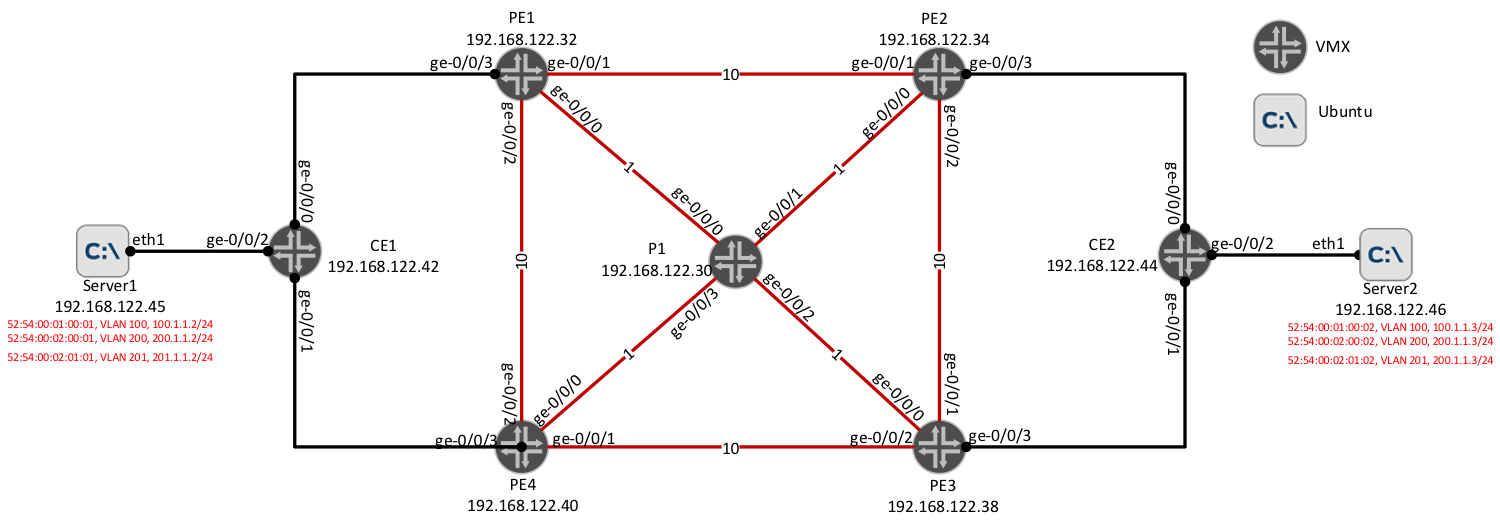 PE1
192.168.122.32
PE2
192.168.122.34
VMX
ge-0/0/3
ge-0/0/1
10
ge-0/0/1
ge-0/0/3
ge-0/0/0
ge-0/0/2
ge-0/0/0
ge-0/0/2
C:\
Ubuntu
1
1
ge-0/0/0
ge-0/0/0
ge-0/0/1
ge-0/0/0
C:\
eth1
ge-0/0/2
CE1
192.168.122.42
10
P1
192.168.122.30
10
CE2
192.168.122.44
ge-0/0/2
eth1
C:\
Server1
192.168.122.45
52:54:00:01:00:01, VLAN 100, 100.1.1.2/24
52:54:00:02:00:01, VLAN 200, 200.1.1.2/24
52:54:00:02:01:01, VLAN 201, 201.1.1.2/24
Server2
192.168.122.46
52:54:00:01:00:02, VLAN 100, 100.1.1.3/24
52:54:00:02:00:02, VLAN 200, 200.1.1.3/24
52:54:00:02:01:02, VLAN 201, 200.1.1.3/24
ge-0/0/1
ge-0/0/3
ge-0/0/2
ge-0/0/1
1
1
ge-0/0/2
ge-0/0/0
ge-0/0/0
ge-0/0/1
ge-0/0/3
ge-0/0/1
10
ge-0/0/2
ge-0/0/3
PE4
192.168.122.40
PE3
192.168.122.38